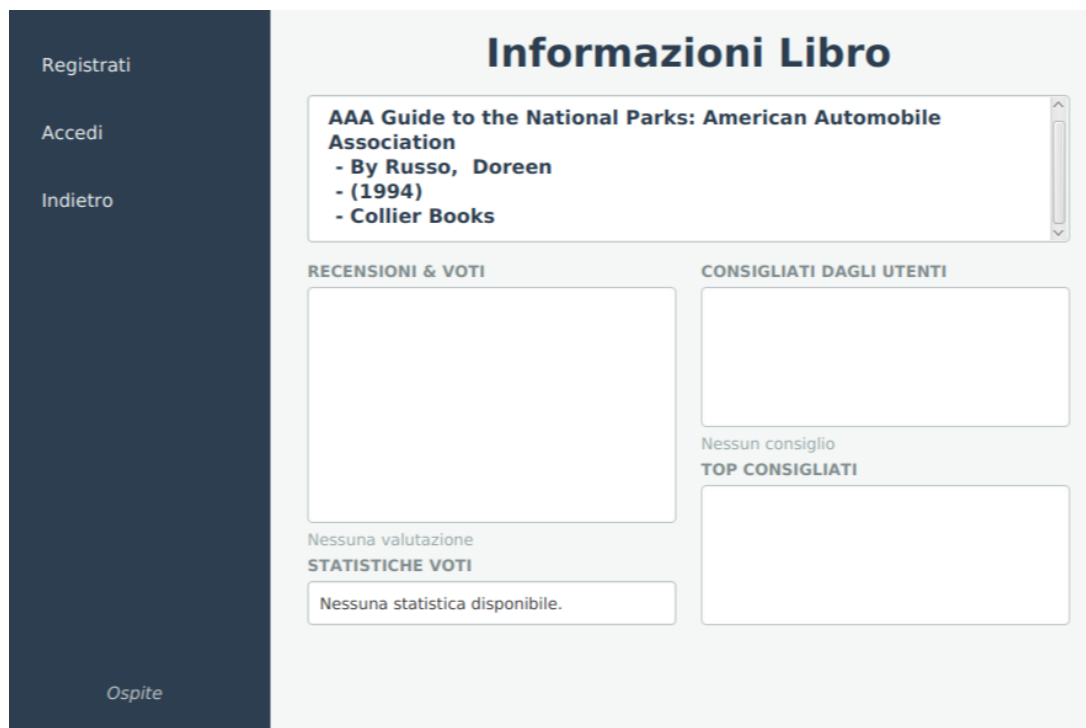 Registrati
Accedi
Indietro
Ospite
Informazioni Libro
AAA Guide to the National Parks: American Automobile
Association
- By Russo,  Doreen
- (1994)
- Collier Books
RECENSIONI & VOTI
Nessuna valutazione
STATISTICHE VOTI
Nessuna statistica disponibile.
CONSIGLIATI DAGLI UTENTI
Nessun consiglio
TOP CONSIGLIATI